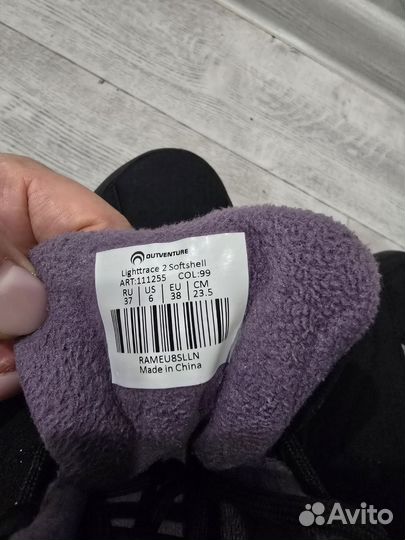 OUTVENTURE
Lighttrace 2 Softshell
ART:111255 COL:99
RU US EU CM
37 6 38 23.5
RAMEU8SLLN
Made in China
Avito